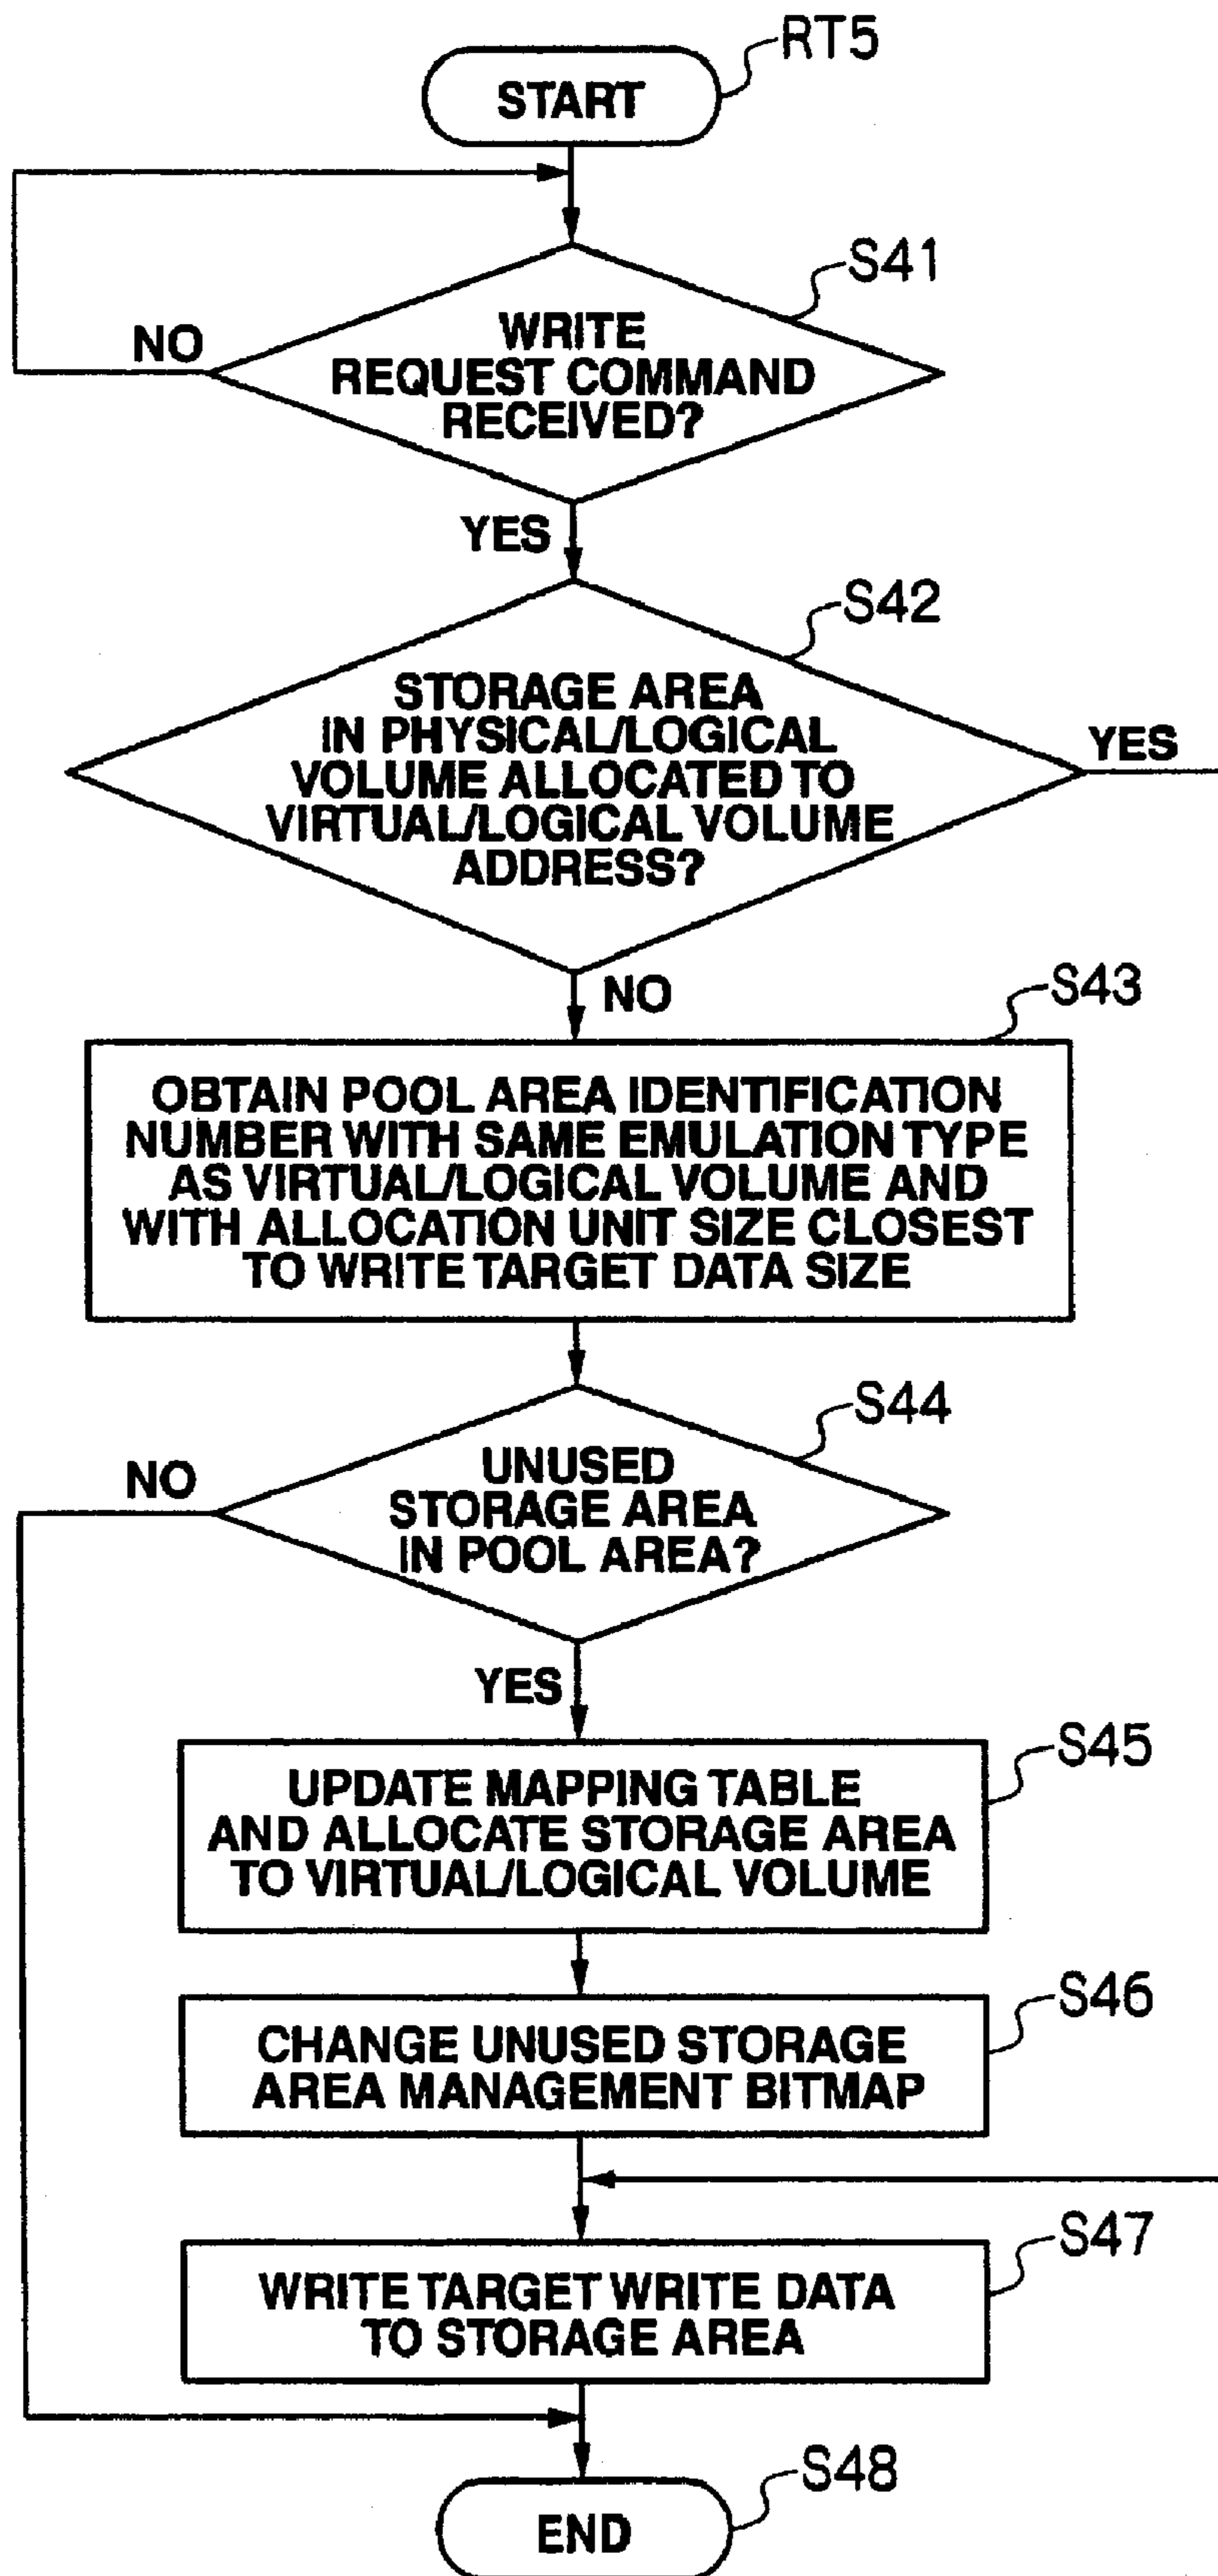 RT5
START
S41
NO
WRITE
REQUEST COMMAND
RECEIVED?
YES
S42
STORAGE AREA
IN PHYSICAL/LOGICAL
VOLUME ALLOCATED TO
VIRTUAL/LOGICAL VOLUME
ADDRESS?
YES
NO
S43
OBTAIN POOL AREA IDENTIFICATION
NUMBER WITH SAME EMULATION TYPE
AS VIRTUAL/LOGICAL VOLUME AND
WITH ALLOCATION UNIT SIZE CLOSEST
TO WRITE TARGET DATA SIZE
S44
NO
UNUSED
STORAGE AREA
IN POOL AREA?
YES
S45
UPDATE MAPPING TABLE
AND ALLOCATE STORAGE AREA
TO VIRTUAL/LOGICAL VOLUME
S46
CHANGE UNUSED STORAGE
AREA MANAGEMENT BITMAP
S47
WRITE TARGET WRITE DATA
TO STORAGE AREA
S48
END